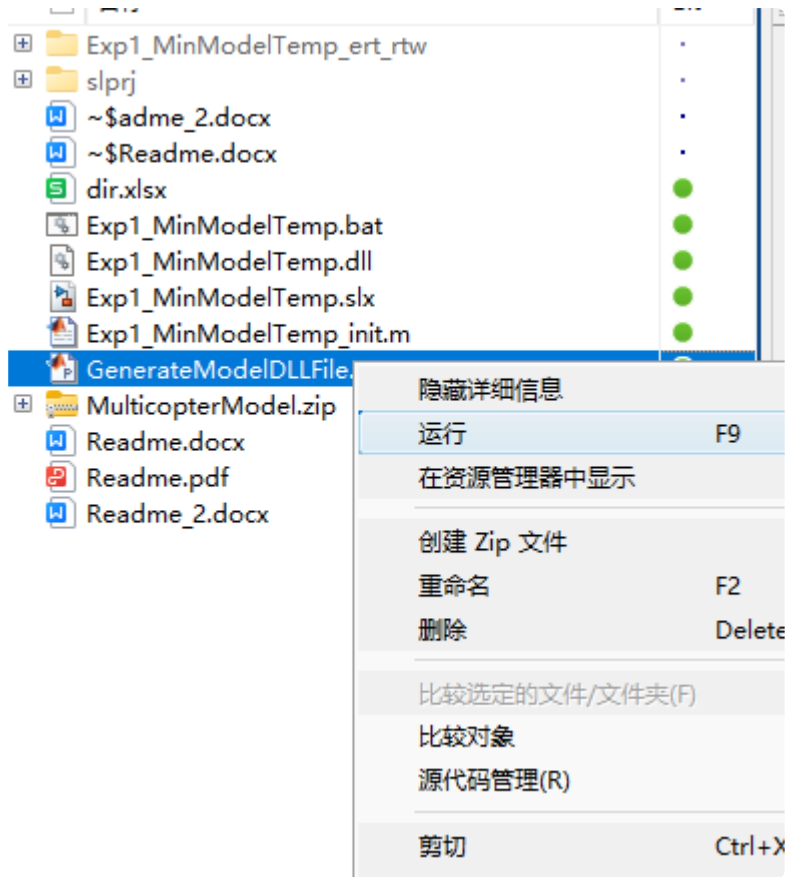 Exp1_MinModelTemp_ert_rtw
slprj
~$adme_2.docx
~$Readme.docx
dir.xlsx
Exp1_MinModelTemp.bat
Exp1_MinModelTemp.dll
Exp1_MinModelTemp.slx
Exp1_MinModelTemp_init.m
GenerateModelDLLFile.
MulticopterModel.zip
Readme.docx
Readme.pdf
Readme_2.docx
隐藏详细信息
运行 F9
在资源管理器中显示
创建 Zip 文件
重命名 F2
删除 Delete
比较选定的文件/文件夹(F)
比较对象
源代码管理(R)
剪切 Ctrl+X